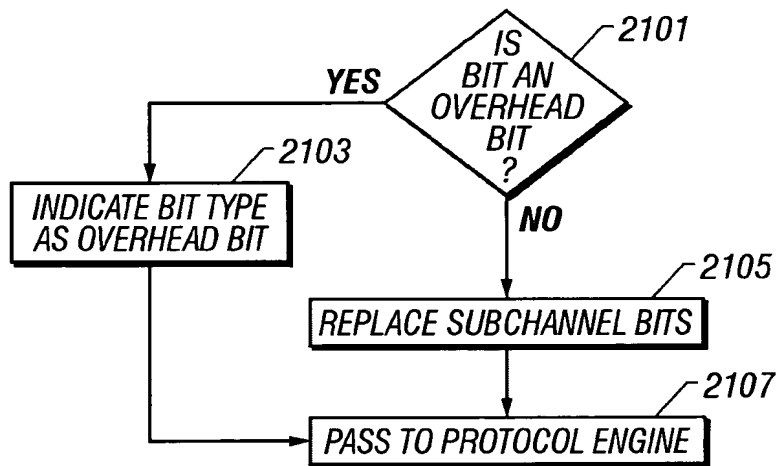 2101
IS
BIT AN
OVERHEAD
BIT
?
YES
2103
INDICATE BIT TYPE
AS OVERHEAD BIT
NO
2105
REPLACE SUBCHANNEL BITS
2107
PASS TO PROTOCOL ENGINE